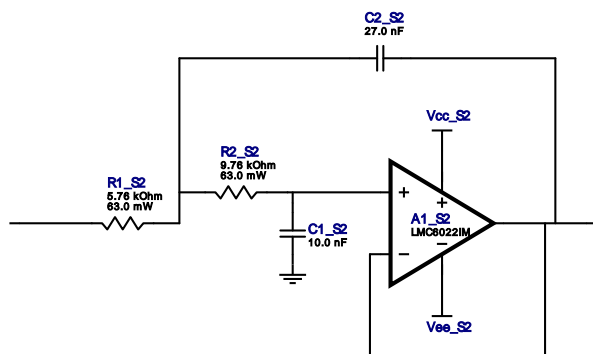 C2_S2
27.0 nF
Vcc_S2
R2_S2
9.76 kOhm
63.0 mW
R1_S2
5.76 kOhm
63.0 mW
+
+
A1_S2
LMC6022IM
C1_S2
10.0 nF
−
−
Vee_S2